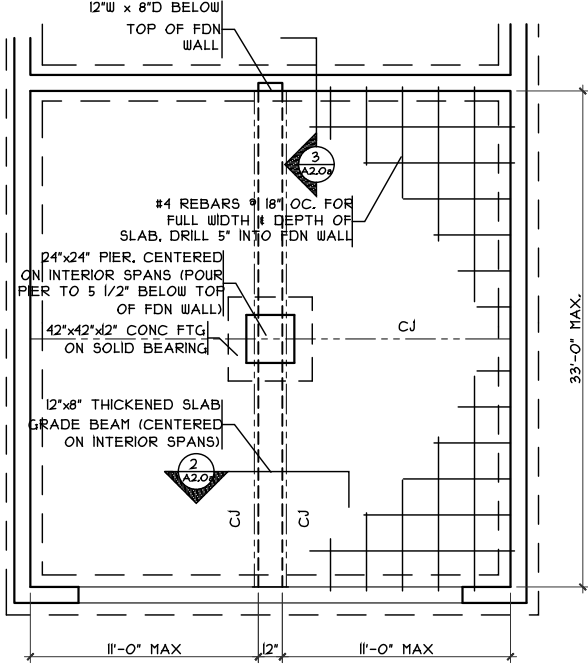 12"W x 8"D BELOW
TOP OF FDN
WALL
3
A2.0a
#4 REBARS @ 18" OC. FOR
FULL WIDTH & DEPTH OF
SLAB, DRILL 5" INTO FDN WALL
24"x24" PIER, CENTERED
ON INTERIOR SPANS (POUR
PIER TO 5 1/2" BELOW TOP
OF FDN WALL)
42"x42"x12" CONC FTG
ON SOLID BEARING
CJ
33'-0" MAX.
12"x8" THICKENED SLAB
GRADE BEAM (CENTERED
ON INTERIOR SPANS)
2
A2.0a
CJ
CJ
11'-0" MAX
12"
11'-0" MAX